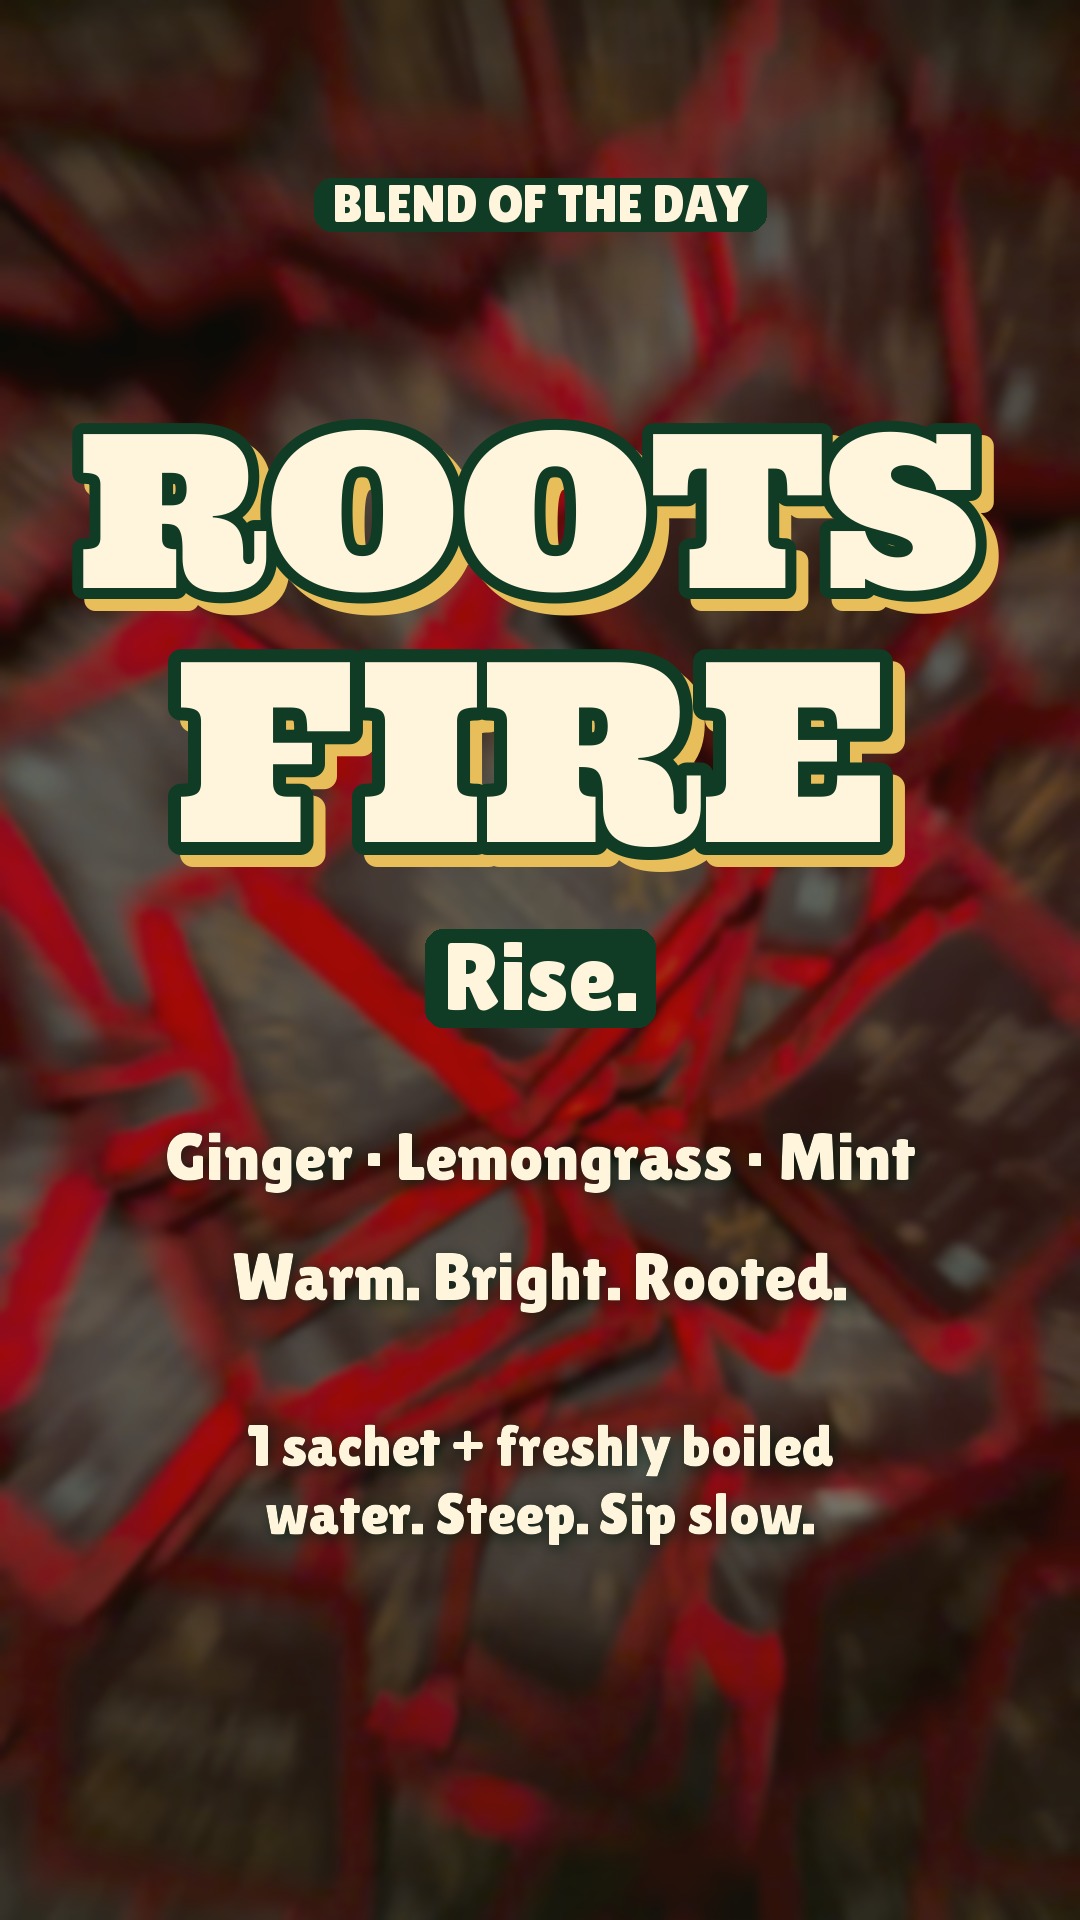 BLEND OF THE DAY
ROOTS
FIRE
Rise.
Ginger · Lemongrass · Mint
Warm. Bright. Rooted.
1 sachet + freshly boiled
water. Steep. Sip slow.